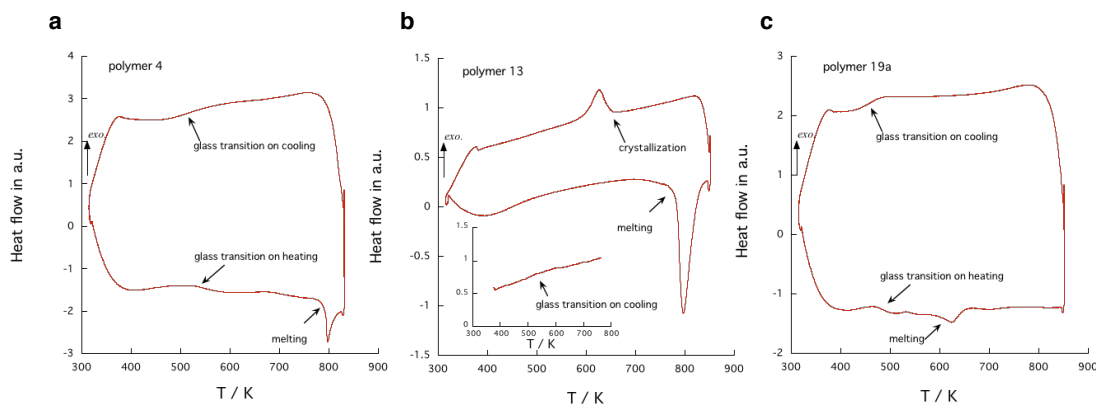 a
polymer 4
4
3
2
1
0
-1
-2
-3
Heat flow in a.u.
exo.
glass transition on cooling
glass transition on heating
melting
300 400 500 600 700 800 900
T / K
b
polymer 13
1.5
1
0.5
0
-0.5
-1
-1.5
Heat flow in a.u.
exo.
crystallization
melting
1.5
1
0.5
0
glass transition on cooling
300 400 500 600 700 800
T / K
300 400 500 600 700 800 900
T / K
c
polymer 19a
3
2
1
0
-1
-2
Heat flow in a.u.
exo.
glass transition on cooling
glass transition on heating
melting
300 400 500 600 700 800 900
T / K